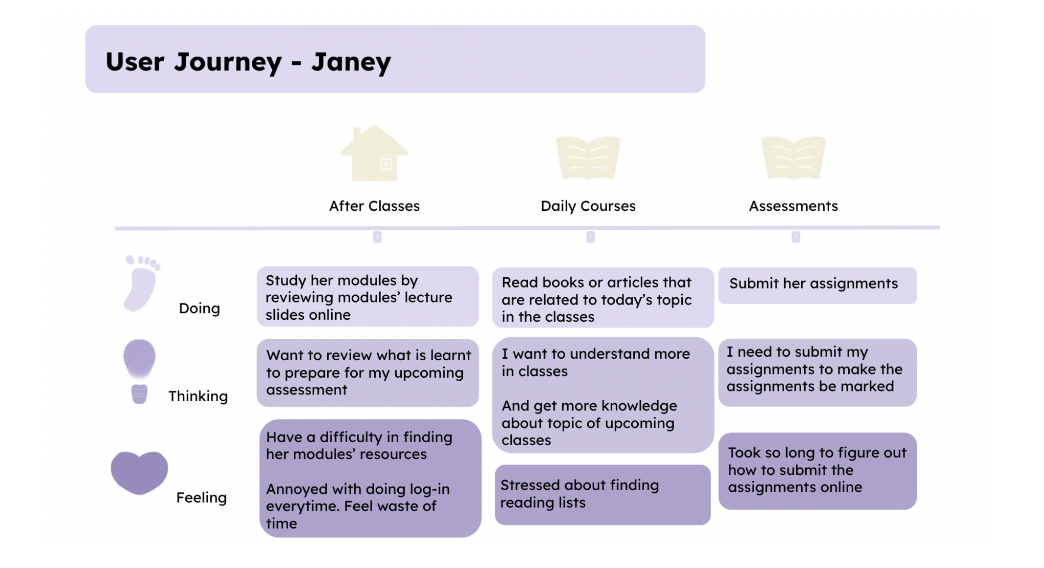 User Journey - Janey
After Classes
Daily Courses
Assessments
Doing
Study her modules by
reviewing modules’ lecture
slides online
Read books or articles that
are related to today’s topic
in the classes
Submit her assignments
Thinking
Want to review what is learnt
to prepare for my upcoming
assessment
I want to understand more
in classes
And get more knowledge
about topic of upcoming
classes
I need to submit my
assignments to make the
assignments be marked
Feeling
Have a difficulty in finding
her modules’ resources
Annoyed with doing log-in
everytime. Feel waste of
time
Stressed about finding
reading lists
Took so long to figure out
how to submit the
assignments online